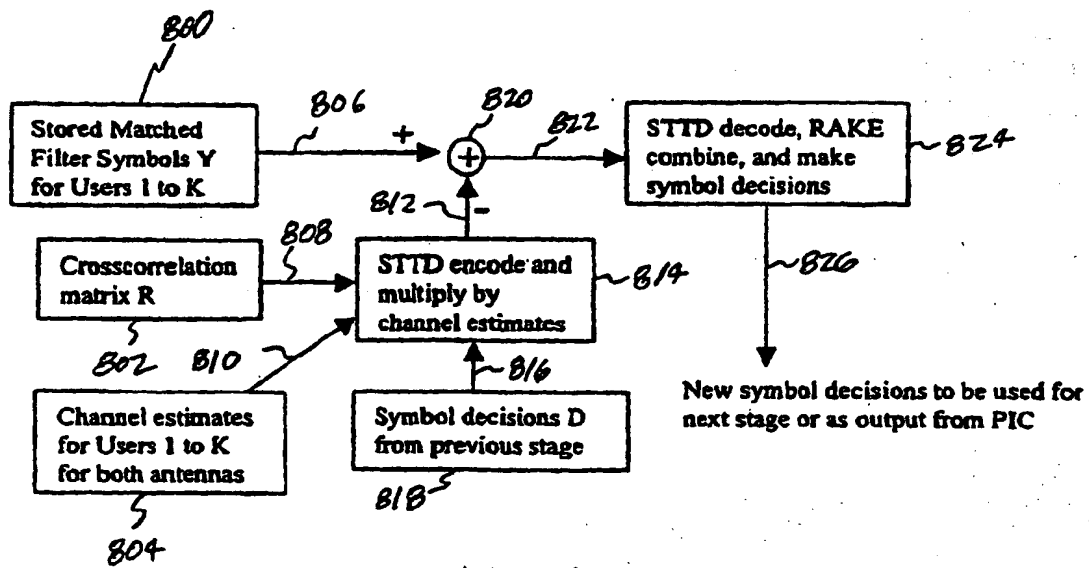 800
Stored Matched
Filter Symbols Y
for Users 1 to K
806
+
820
+
822
STTD decode, RAKE
combine, and make
symbol decisions
824
812
-
Crosscorrelation
matrix R
808
802
810
STTD encode and
multiply by
channel estimates
814
826
816
Channel estimates
for Users 1 to K
for both antennas
804
Symbol decisions D
from previous stage
818
New symbol decisions to be used for
next stage or as output from PIC